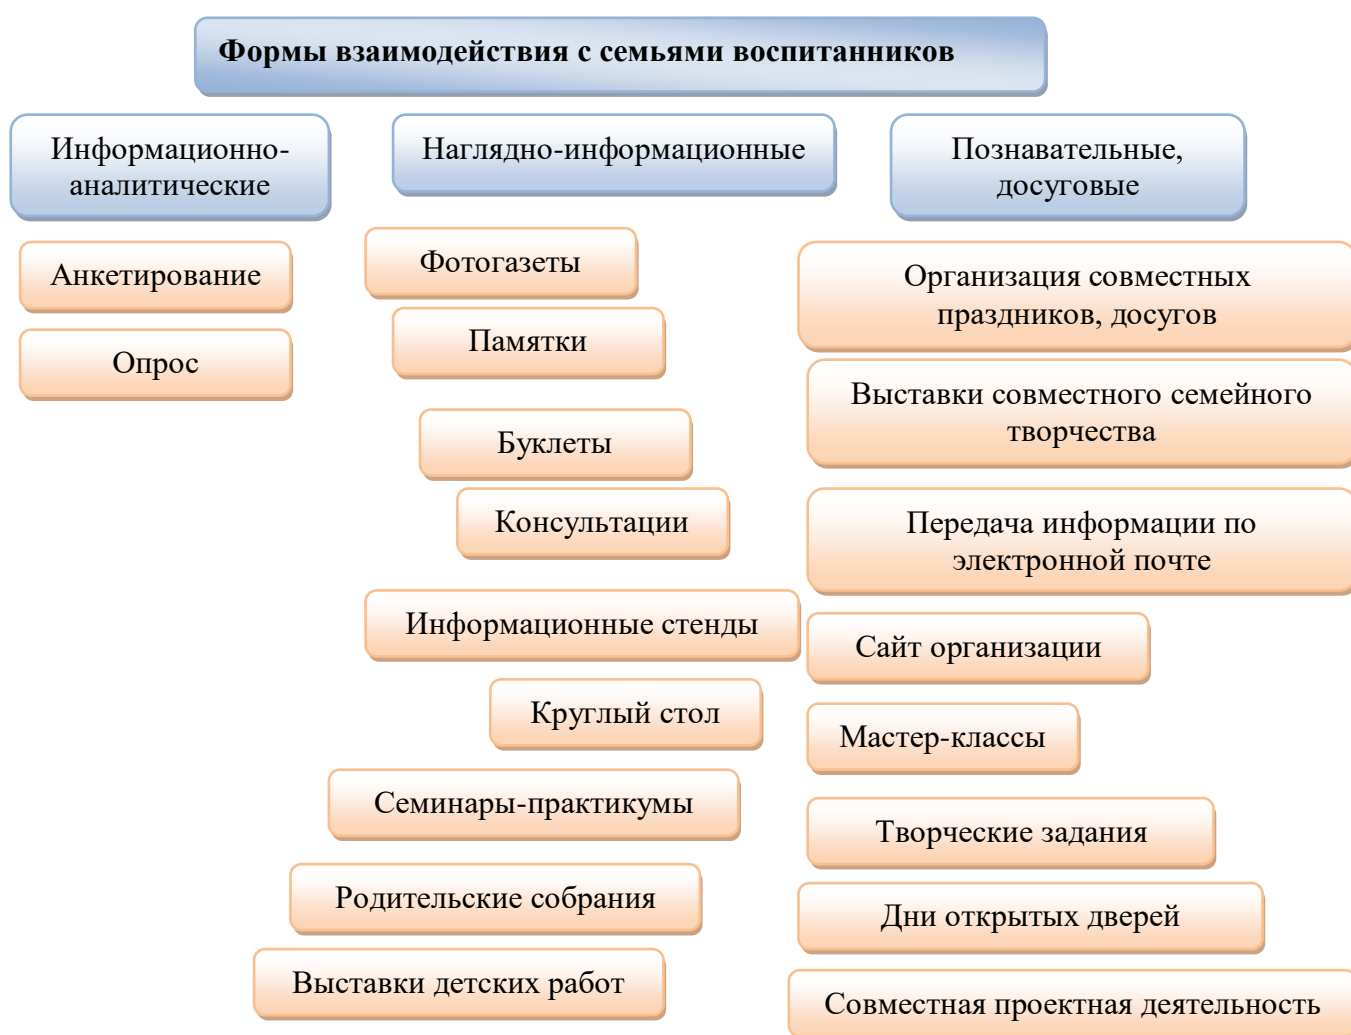 Формы взаимодействия с семьями воспитанников
Информационно-
аналитические
Анкетирование
Опрос
Наглядно-информационные
Фотогазеты
Памятки
Буклеты
Консультации
Информационные стенды
Круглый стол
Семинары-практикумы
Родительские собрания
Выставки детских работ
Познавательные,
досуговые
Организация совместных
праздников, досугов
Выставки совместного семейного
творчества
Передача информации по
электронной почте
Сайт организации
Мастер-классы
Творческие задания
Дни открытых дверей
Совместная проектная деятельность